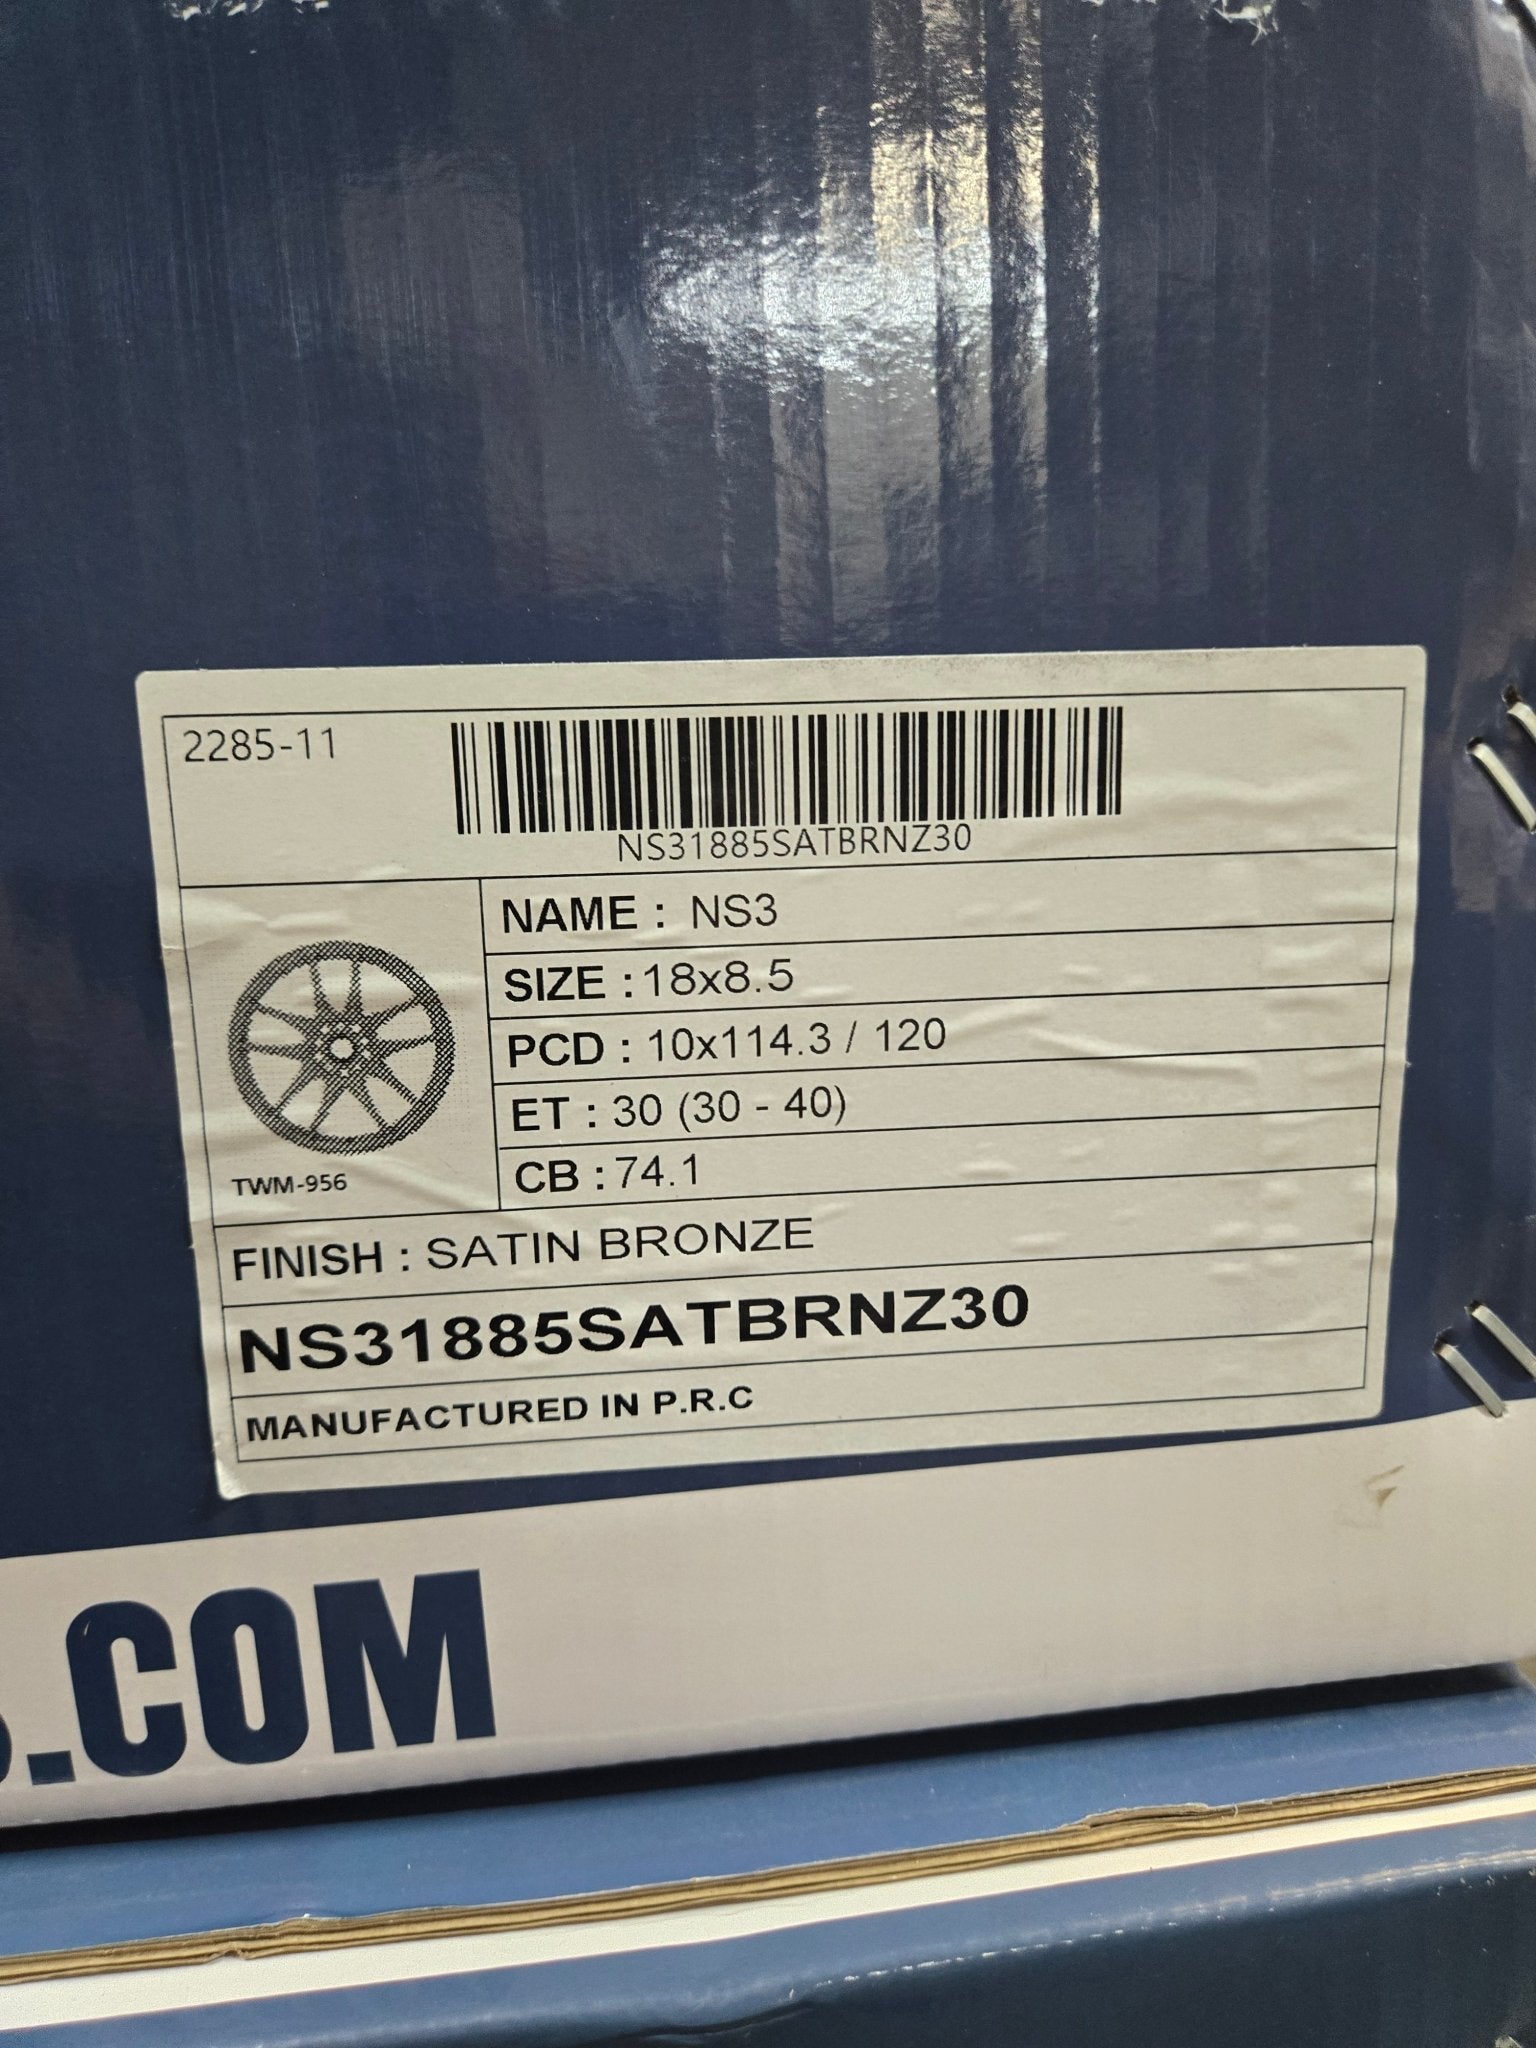 2285-11
NS31885SATBRNZ30
NAME : NS3
SIZE : 18x8.5
PCD : 10x114.3 / 120
ET : 30 (30 - 40)
CB : 74.1
TWM-956
FINISH : SATIN BRONZE
NS31885SATBRNZ30
MANUFACTURED IN P.R.C
.COM